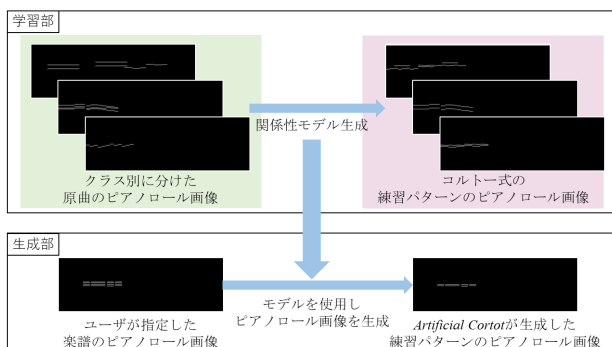 学習部
関係性モデル生成
クラス別に分けた
原曲のピアノロール画像
コルトー式の
練習パターンのピアノロール画像
生成部
モデルを使用し
ピアノロール画像を生成
ユーザが指定した
楽譜のピアノロール画像
Artificial Cortotが生成した
練習パターンのピアノロール画像